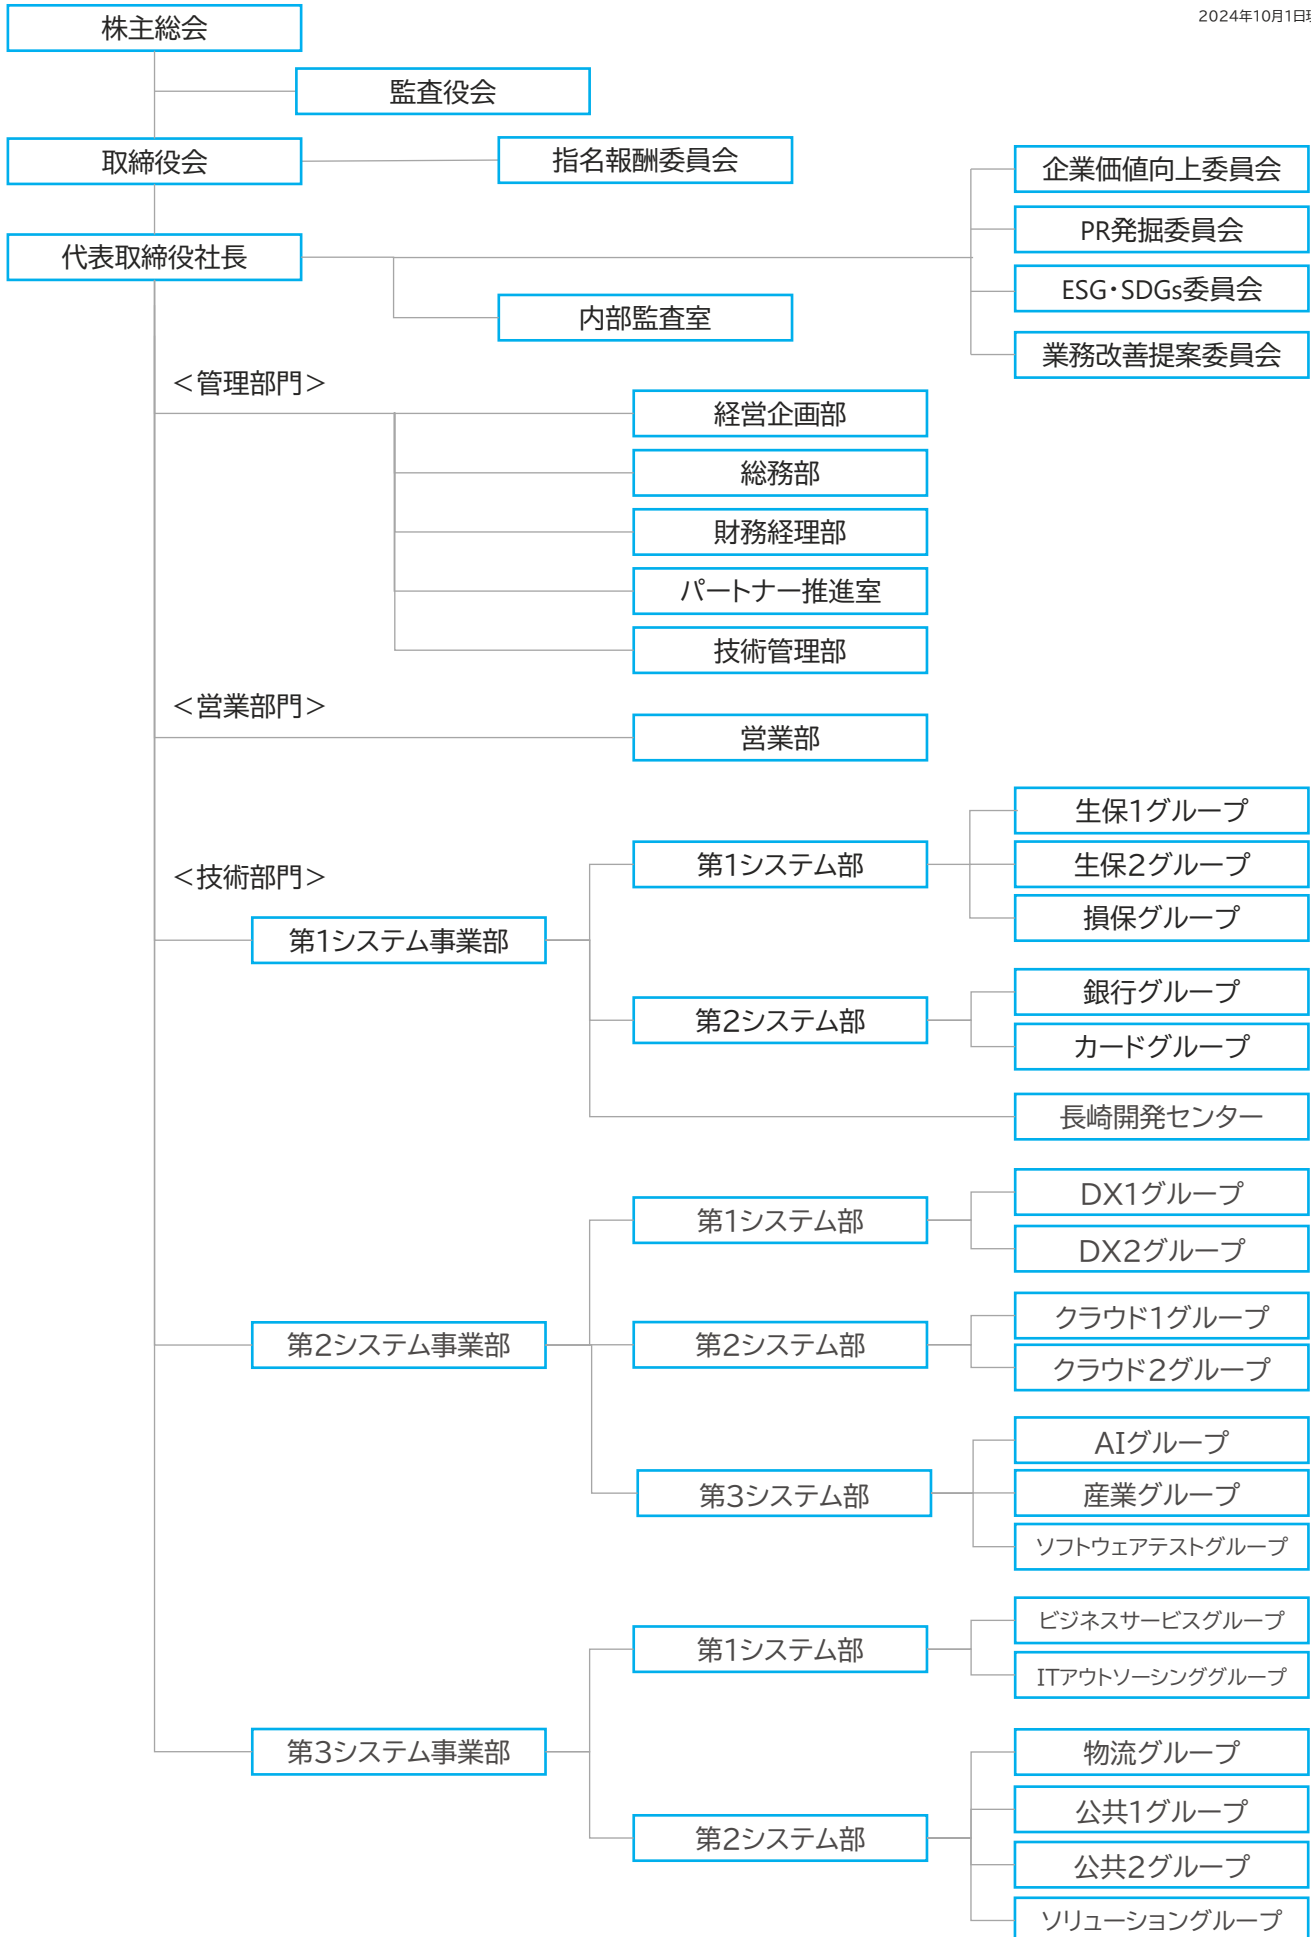 2024年10月1日現
株主総会
監査役会
取締役会
指名報酬委員会
企業価値向上委員会
PR発掘委員会
代表取締役社長
ESG・SDGs委員会
内部監査室
業務改善提案委員会
＜管理部門＞
経営企画部
総務部
財務経理部
パートナー推進室
技術管理部
＜営業部門＞
営業部
＜技術部門＞
第1システム事業部
第1システム部
生保1グループ
生保2グループ
損保グループ
第2システム部
銀行グループ
カードグループ
長崎開発センター
第2システム事業部
第1システム部
DX1グループ
DX2グループ
第2システム部
クラウド1グループ
クラウド2グループ
第3システム部
AIグループ
産業グループ
ソフトウェアテストグループ
第3システム事業部
第1システム部
ビジネスサービスグループ
ITアウトソーシンググループ
第2システム部
物流グループ
公共1グループ
公共2グループ
ソリューショングループ